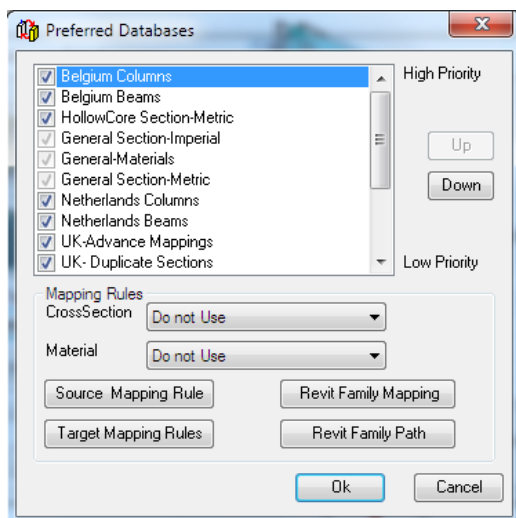 Preferred Databases
Belgium Columns
High Priority
Belgium Beams
HollowCore Section-Metric
General Section-Imperial
Up
General-Materials
General Section-Metric
Down
Netherlands Columns
Netherlands Beams
UK-Advance Mappings
UK- Duplicate Sections
Low Priority
Mapping Rules
CrossSection
Do not Use
Material
Do not Use
Source Mapping Rule
Revit Family Mapping
Target Mapping Rules
Revit Family Path
Ok
Cancel